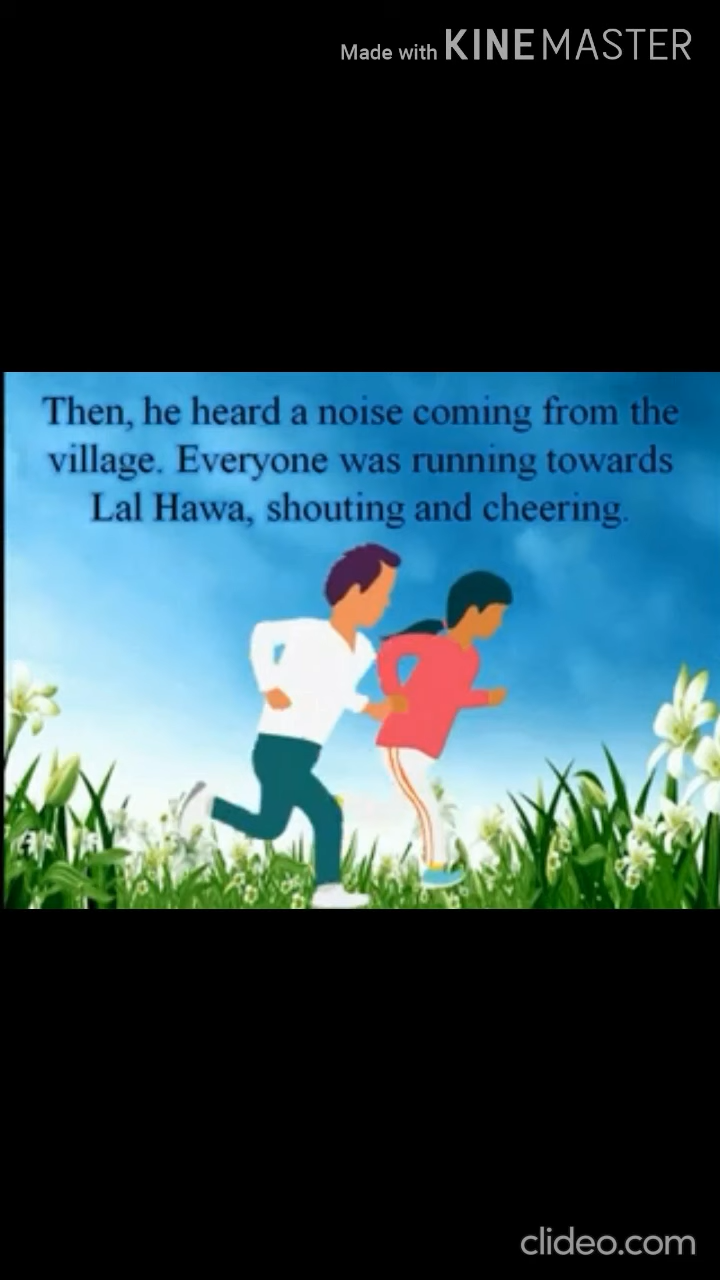 Made with KINEMASTER
Then, he heard a noise coming from the
village. Everyone was running towards
Lal Hawa, shouting and cheering.
clideo.com